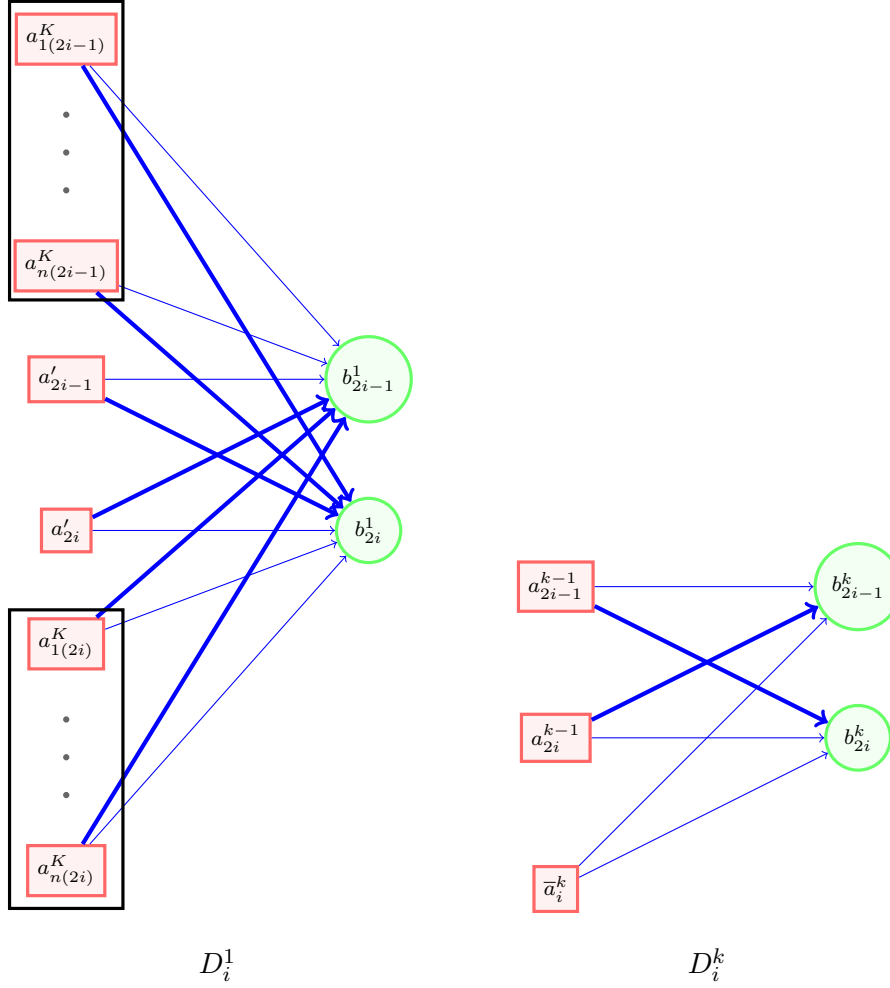 $a^K_{1(2i-1)}$
$a^K_{n(2i-1)}$
$a'_{2i-1}$
$b^1_{2i-1}$
$a'_{2i}$
$b^1_{2i}$
$a^K_{1(2i)}$
$a^K_{n(2i)}$
$D^1_i$
$a^{k-1}_{2i-1}$
$b^k_{2i-1}$
$a^{k-1}_{2i}$
$b^k_{2i}$
$\overline{a}^k_i$
$D^k_i$